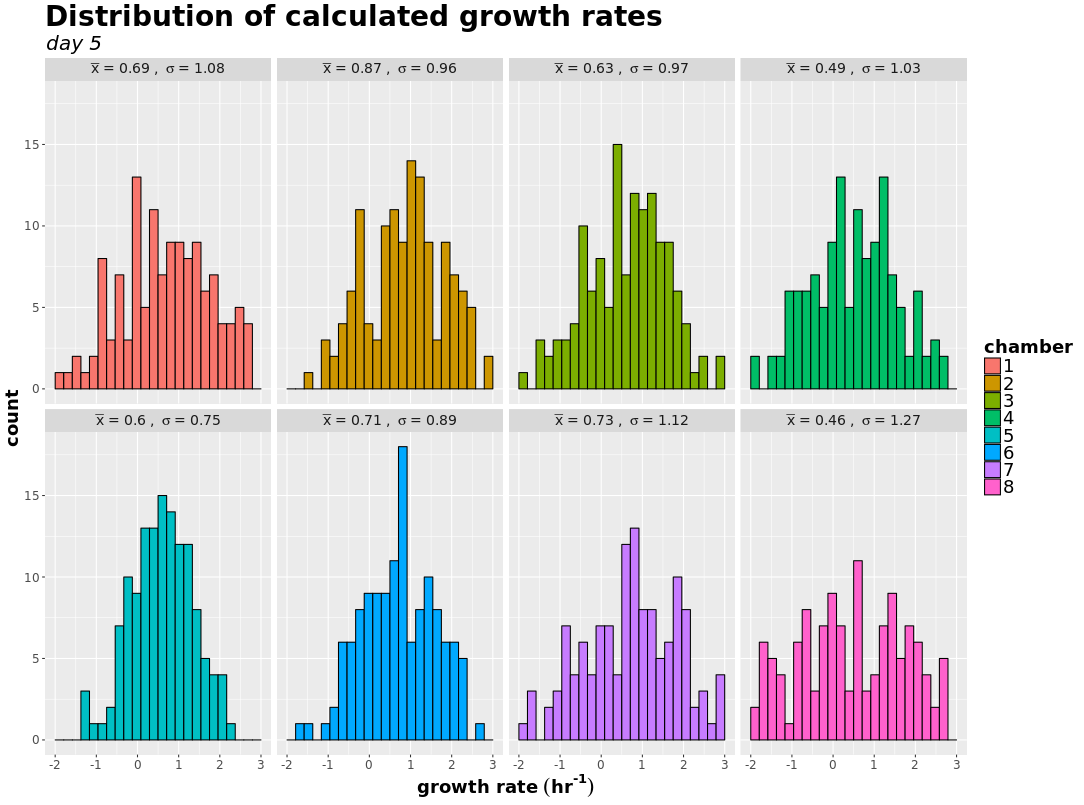 Distribution of calculated growth rates
day 5
x̅ = 0.69 , σ = 1.08
x̅ = 0.87 , σ = 0.96
x̅ = 0.63 , σ = 0.97
x̅ = 0.49 , σ = 1.03
15
10
5
0
x̅ = 0.6 , σ = 0.75
x̅ = 0.71 , σ = 0.89
x̅ = 0.73 , σ = 1.12
x̅ = 0.46 , σ = 1.27
15
10
5
0
count
-2 -1 0 1 2 3
-2 -1 0 1 2 3
-2 -1 0 1 2 3
-2 -1 0 1 2 3
growth rate (hr⁻¹)
chamber
1
2
3
4
5
6
7
8